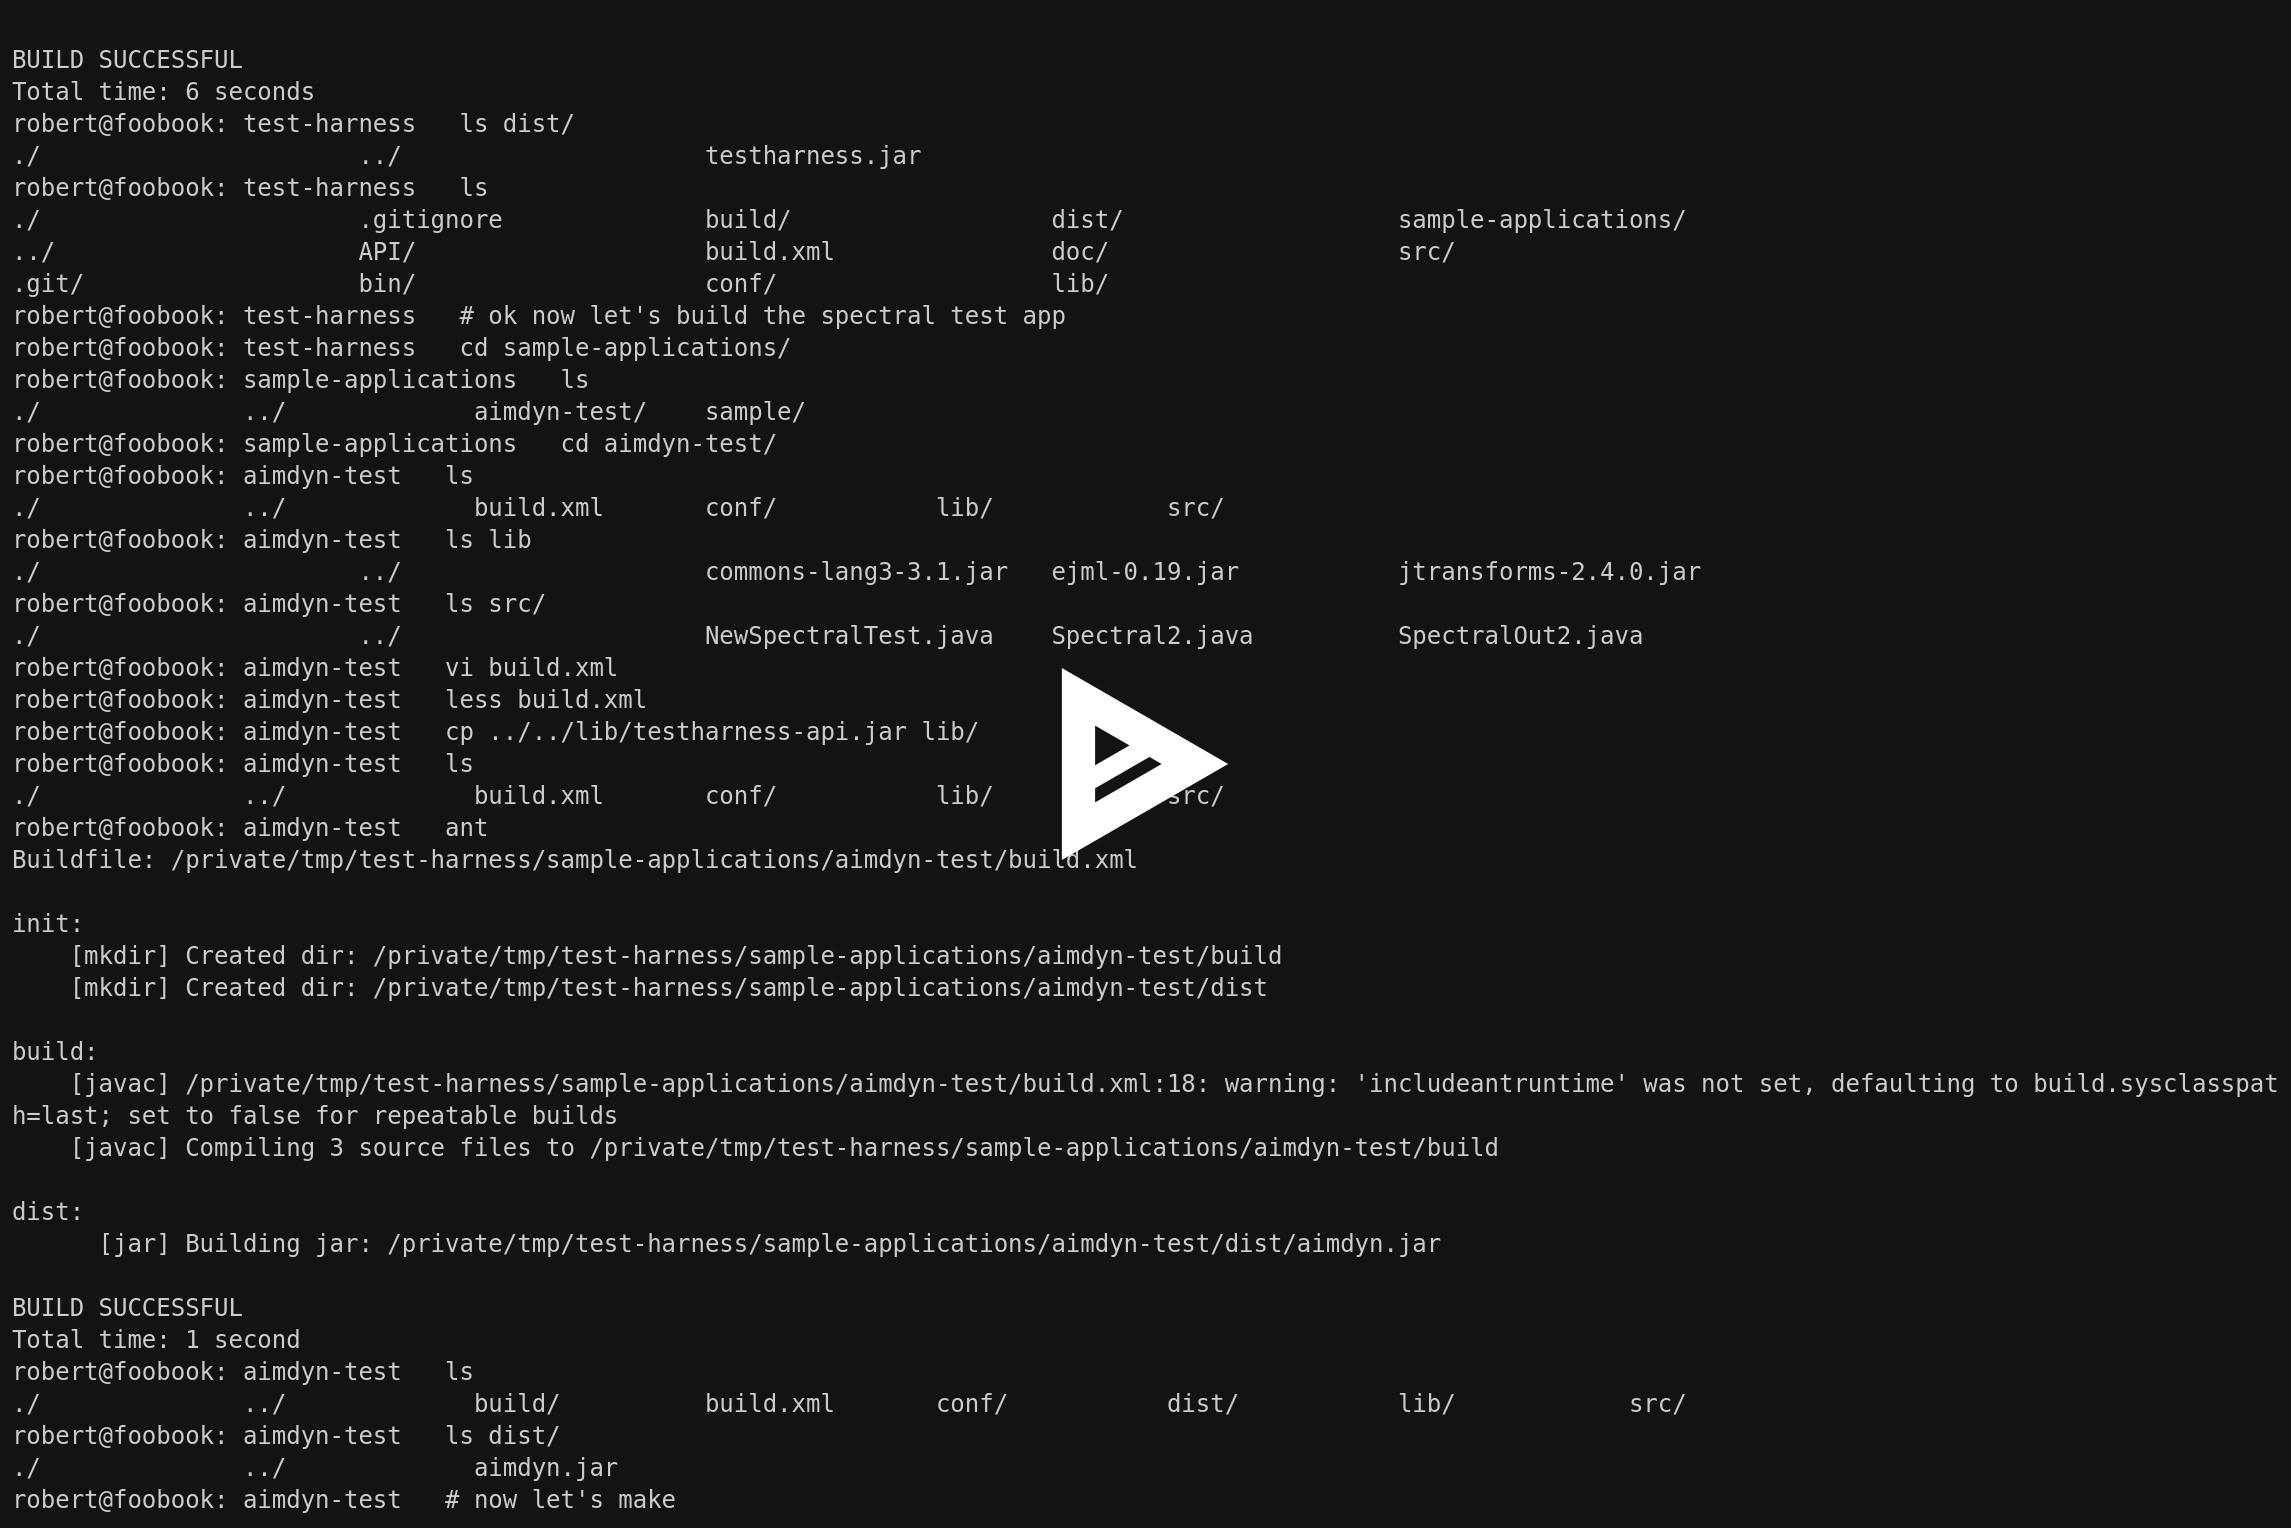 BUILD SUCCESSFUL
Total time: 6 seconds
robert@foobook: test-harness   ls dist/
./                      ../                     testharness.jar
robert@foobook: test-harness   ls
./                      .gitignore              build/                  dist/                   sample-applications/
../                     API/                    build.xml               doc/                    src/
.git/                   bin/                    conf/                   lib/
robert@foobook: test-harness   # ok now let's build the spectral test app
robert@foobook: test-harness   cd sample-applications/
robert@foobook: sample-applications   ls
./              ../             aimdyn-test/    sample/
robert@foobook: sample-applications   cd aimdyn-test/
robert@foobook: aimdyn-test   ls
./              ../             build.xml       conf/           lib/            src/
robert@foobook: aimdyn-test   ls lib
./                      ../                     commons-lang3-3.1.jar   ejml-0.19.jar           jtransforms-2.4.0.jar
robert@foobook: aimdyn-test   ls src/
./                      ../                     NewSpectralTest.java    Spectral2.java          SpectralOut2.java
robert@foobook: aimdyn-test   vi build.xml
robert@foobook: aimdyn-test   less build.xml
robert@foobook: aimdyn-test   cp ../../lib/testharness-api.jar lib/
robert@foobook: aimdyn-test   ls
./              ../             build.xml       conf/           lib/            src/
robert@foobook: aimdyn-test   ant
Buildfile: /private/tmp/test-harness/sample-applications/aimdyn-test/build.xml
init:
    [mkdir] Created dir: /private/tmp/test-harness/sample-applications/aimdyn-test/build
    [mkdir] Created dir: /private/tmp/test-harness/sample-applications/aimdyn-test/dist
build:
    [javac] /private/tmp/test-harness/sample-applications/aimdyn-test/build.xml:18: warning: 'includeantruntime' was not set, defaulting to build.sysclasspat
h=last; set to false for repeatable builds
    [javac] Compiling 3 source files to /private/tmp/test-harness/sample-applications/aimdyn-test/build
dist:
      [jar] Building jar: /private/tmp/test-harness/sample-applications/aimdyn-test/dist/aimdyn.jar
BUILD SUCCESSFUL
Total time: 1 second
robert@foobook: aimdyn-test   ls
./              ../             build/          build.xml       conf/           dist/           lib/            src/
robert@foobook: aimdyn-test   ls dist/
./              ../             aimdyn.jar
robert@foobook: aimdyn-test   # now let's make